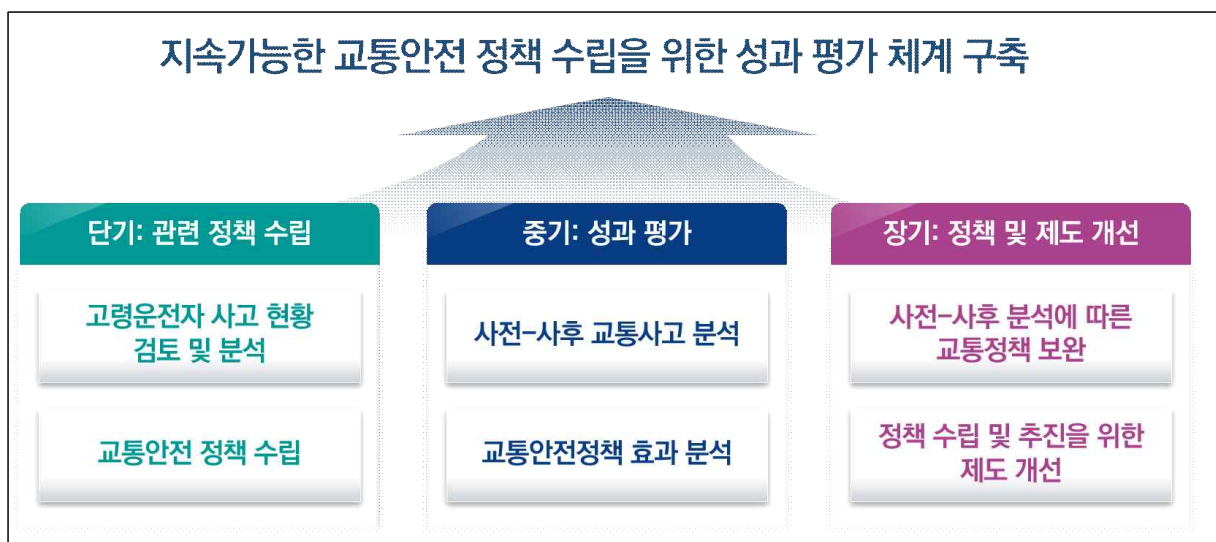 지속가능한 교통안전 정책 수립을 위한 성과 평가 체계 구축
단기: 관련 정책 수립
고령운전자 사고 현황
검토 및 분석
교통안전 정책 수립
중기: 성과 평가
사전-사후 교통사고 분석
교통안전정책 효과 분석
장기: 정책 및 제도 개선
사전-사후 분석에 따른
교통정책 보완
정책 수립 및 추진을 위한
제도 개선